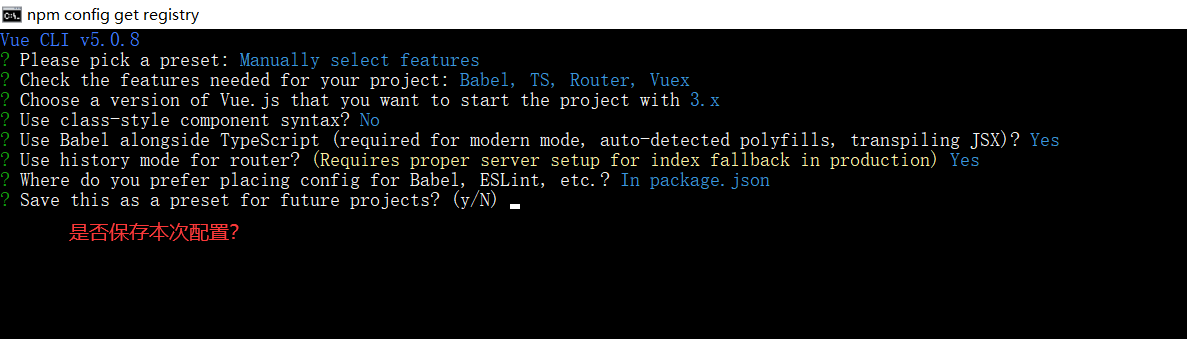 npm config get registry
Vue CLI v5.0.8
? Please pick a preset: Manually select features
? Check the features needed for your project: Babel, TS, Router, Vuex
? Choose a version of Vue.js that you want to start the project with 3.x
? Use class-style component syntax? No
? Use Babel alongside TypeScript (required for modern mode, auto-detected polyfills, transpiling JSX)? Yes
? Use history mode for router? (Requires proper server setup for index fallback in production) Yes
? Where do you prefer placing config for Babel, ESLint, etc.? In package.json
? Save this as a preset for future projects? (y/N)
是否保存本次配置?